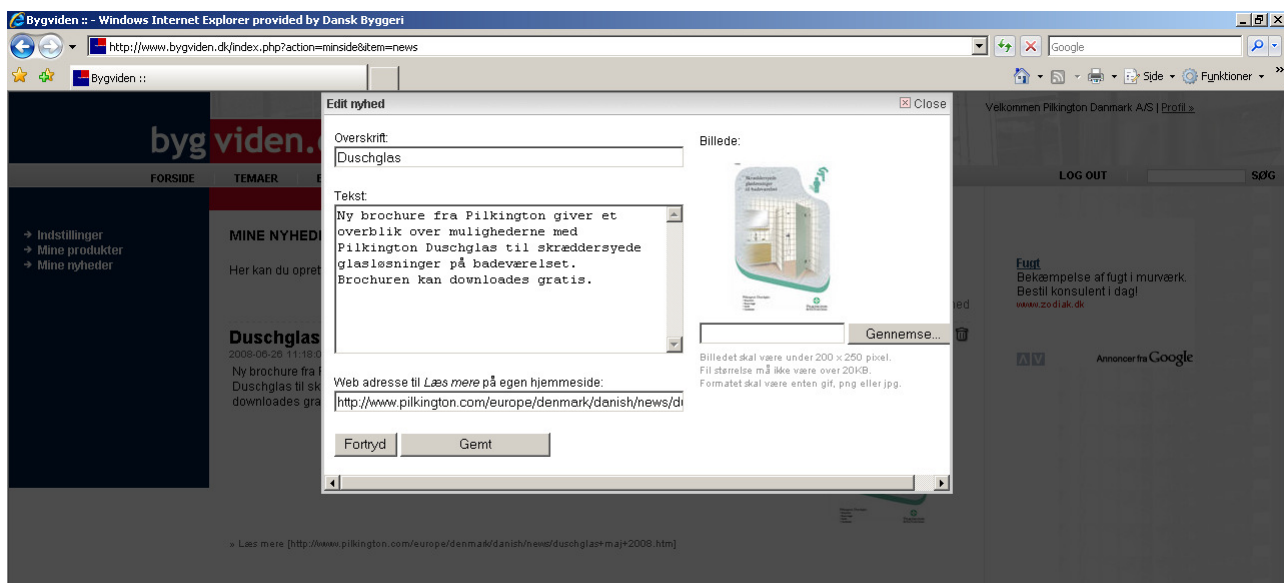 Bygviden :: - Windows Internet Explorer provided by Dansk Byggeri
http://www.bygviden.dk/index.php?action=minside&item=news
Google
Bygviden ::
Side
Funktioner
Edit nyhed
Close
Velkommen Pilkington Danmark A/S | Profil »
bygviden.
FORSIDE
TEMAER
LOG OUT
SØG
Indstillinger
Mine produkter
Mine nyheder
MINE NYHED
Her kan du opret
Duschglas
2008-06-26 11:18:0
Ny brochure fra
Duschglas til sk
downloades gra
Overskrift:
Duschglas
Tekst:
Ny brochure fra Pilkington giver et
overblik over mulighederne med
Pilkington Duschglas til skræddersyede
glasløsninger på badeværelset.
Brochuren kan downloades gratis.
Web adresse til Læs mere på egen hjemmeside:
http://www.pilkington.com/europe/denmark/danish/news/du
Fortryd
Gemt
Billede:
Gennemse...
Billedet skal være under 200 x 250 pixel.
Fil størrelse må ikke være over 20KB.
Formatet skal være enten gif, png eller jpg.
Fugt
Bekæmpelse af fugt i murværk.
Bestil konsulent i dag!
www.zodiak.dk
Annoncer fra Google
» Læs mere [http://www.pilkington.com/europe/denmark/danish/news/duschglas+maj+2008.htm]